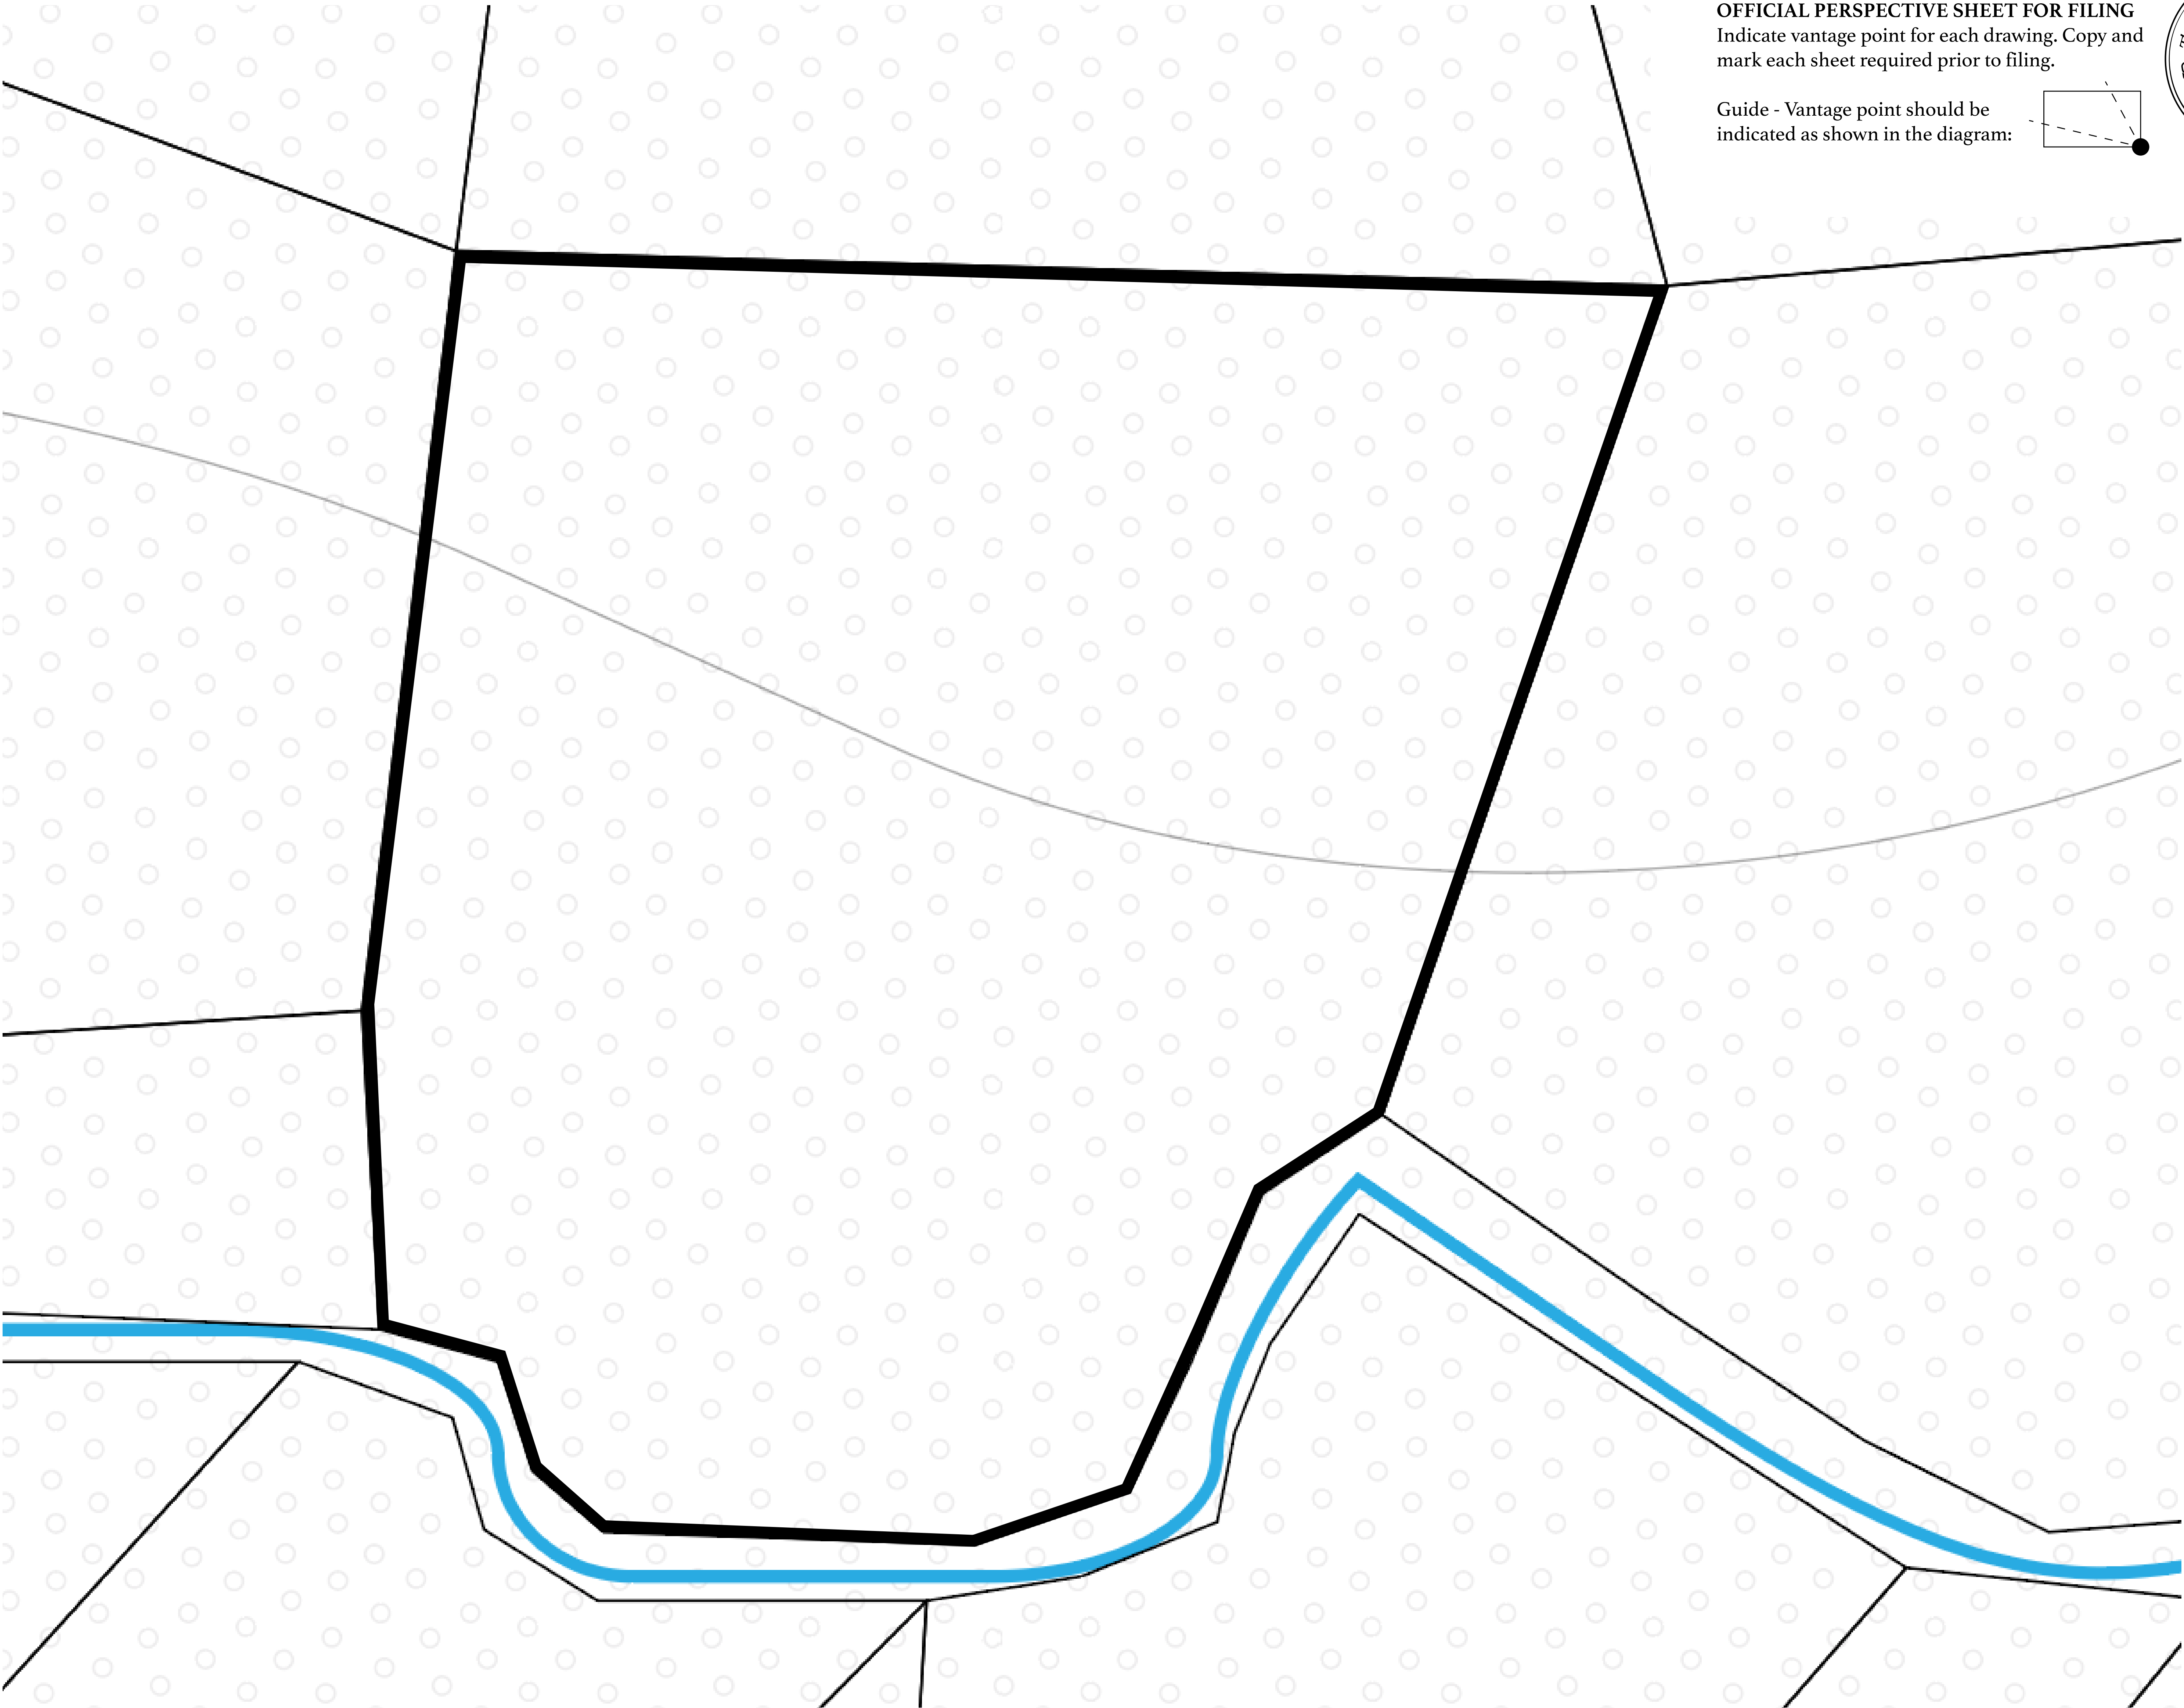 OFFICIAL PERSPECTIVE SHEET FOR FILING
Indicate vantage point for each drawing. Copy and
mark each sheet required prior to filing.
Guide - Vantage point should be
indicated as shown in the diagram: